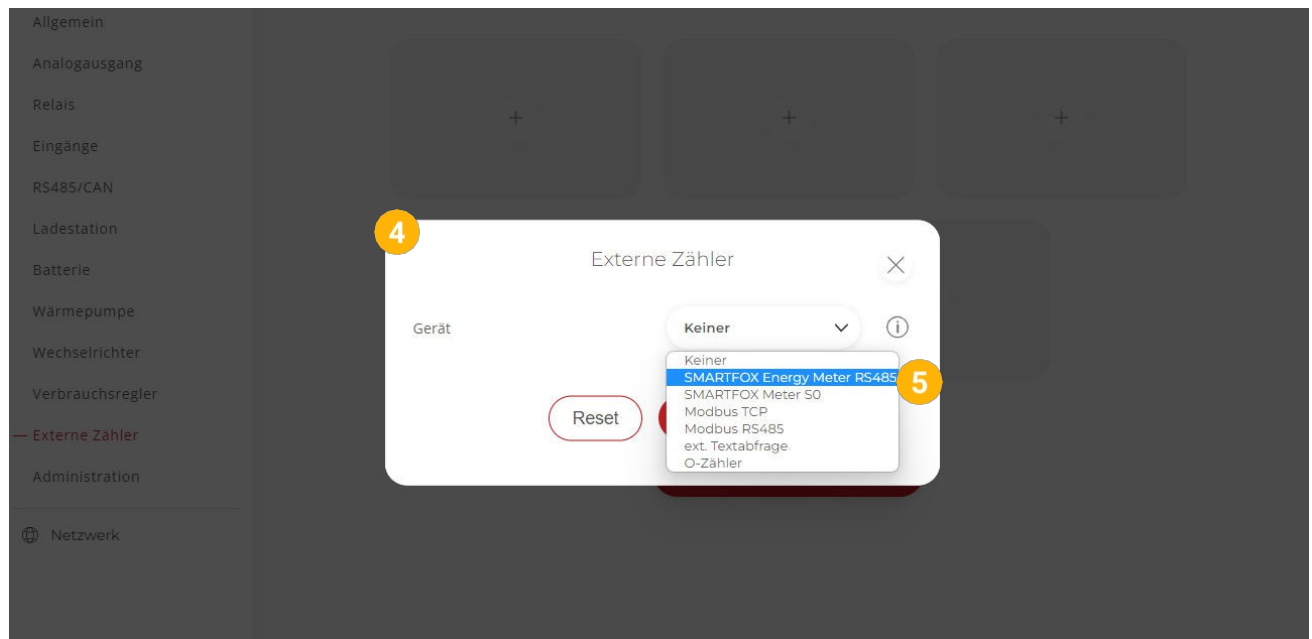 Allgemein
Analogausgang
Relais
Eingänge
RS485/CAN
Ladestation
Batterie
Wärmepumpe
Wechselrichter
Verbrauchsregler
Externe Zähler
Administration
Netzwerk
4
Externe Zähler
Gerät
Keiner
Keiner
SMARTFOX Energy Meter RS485
5
SMARTFOX Meter S0
Modbus TCP
Modbus RS485
ext. Textabfrage
O-Zähler
Reset